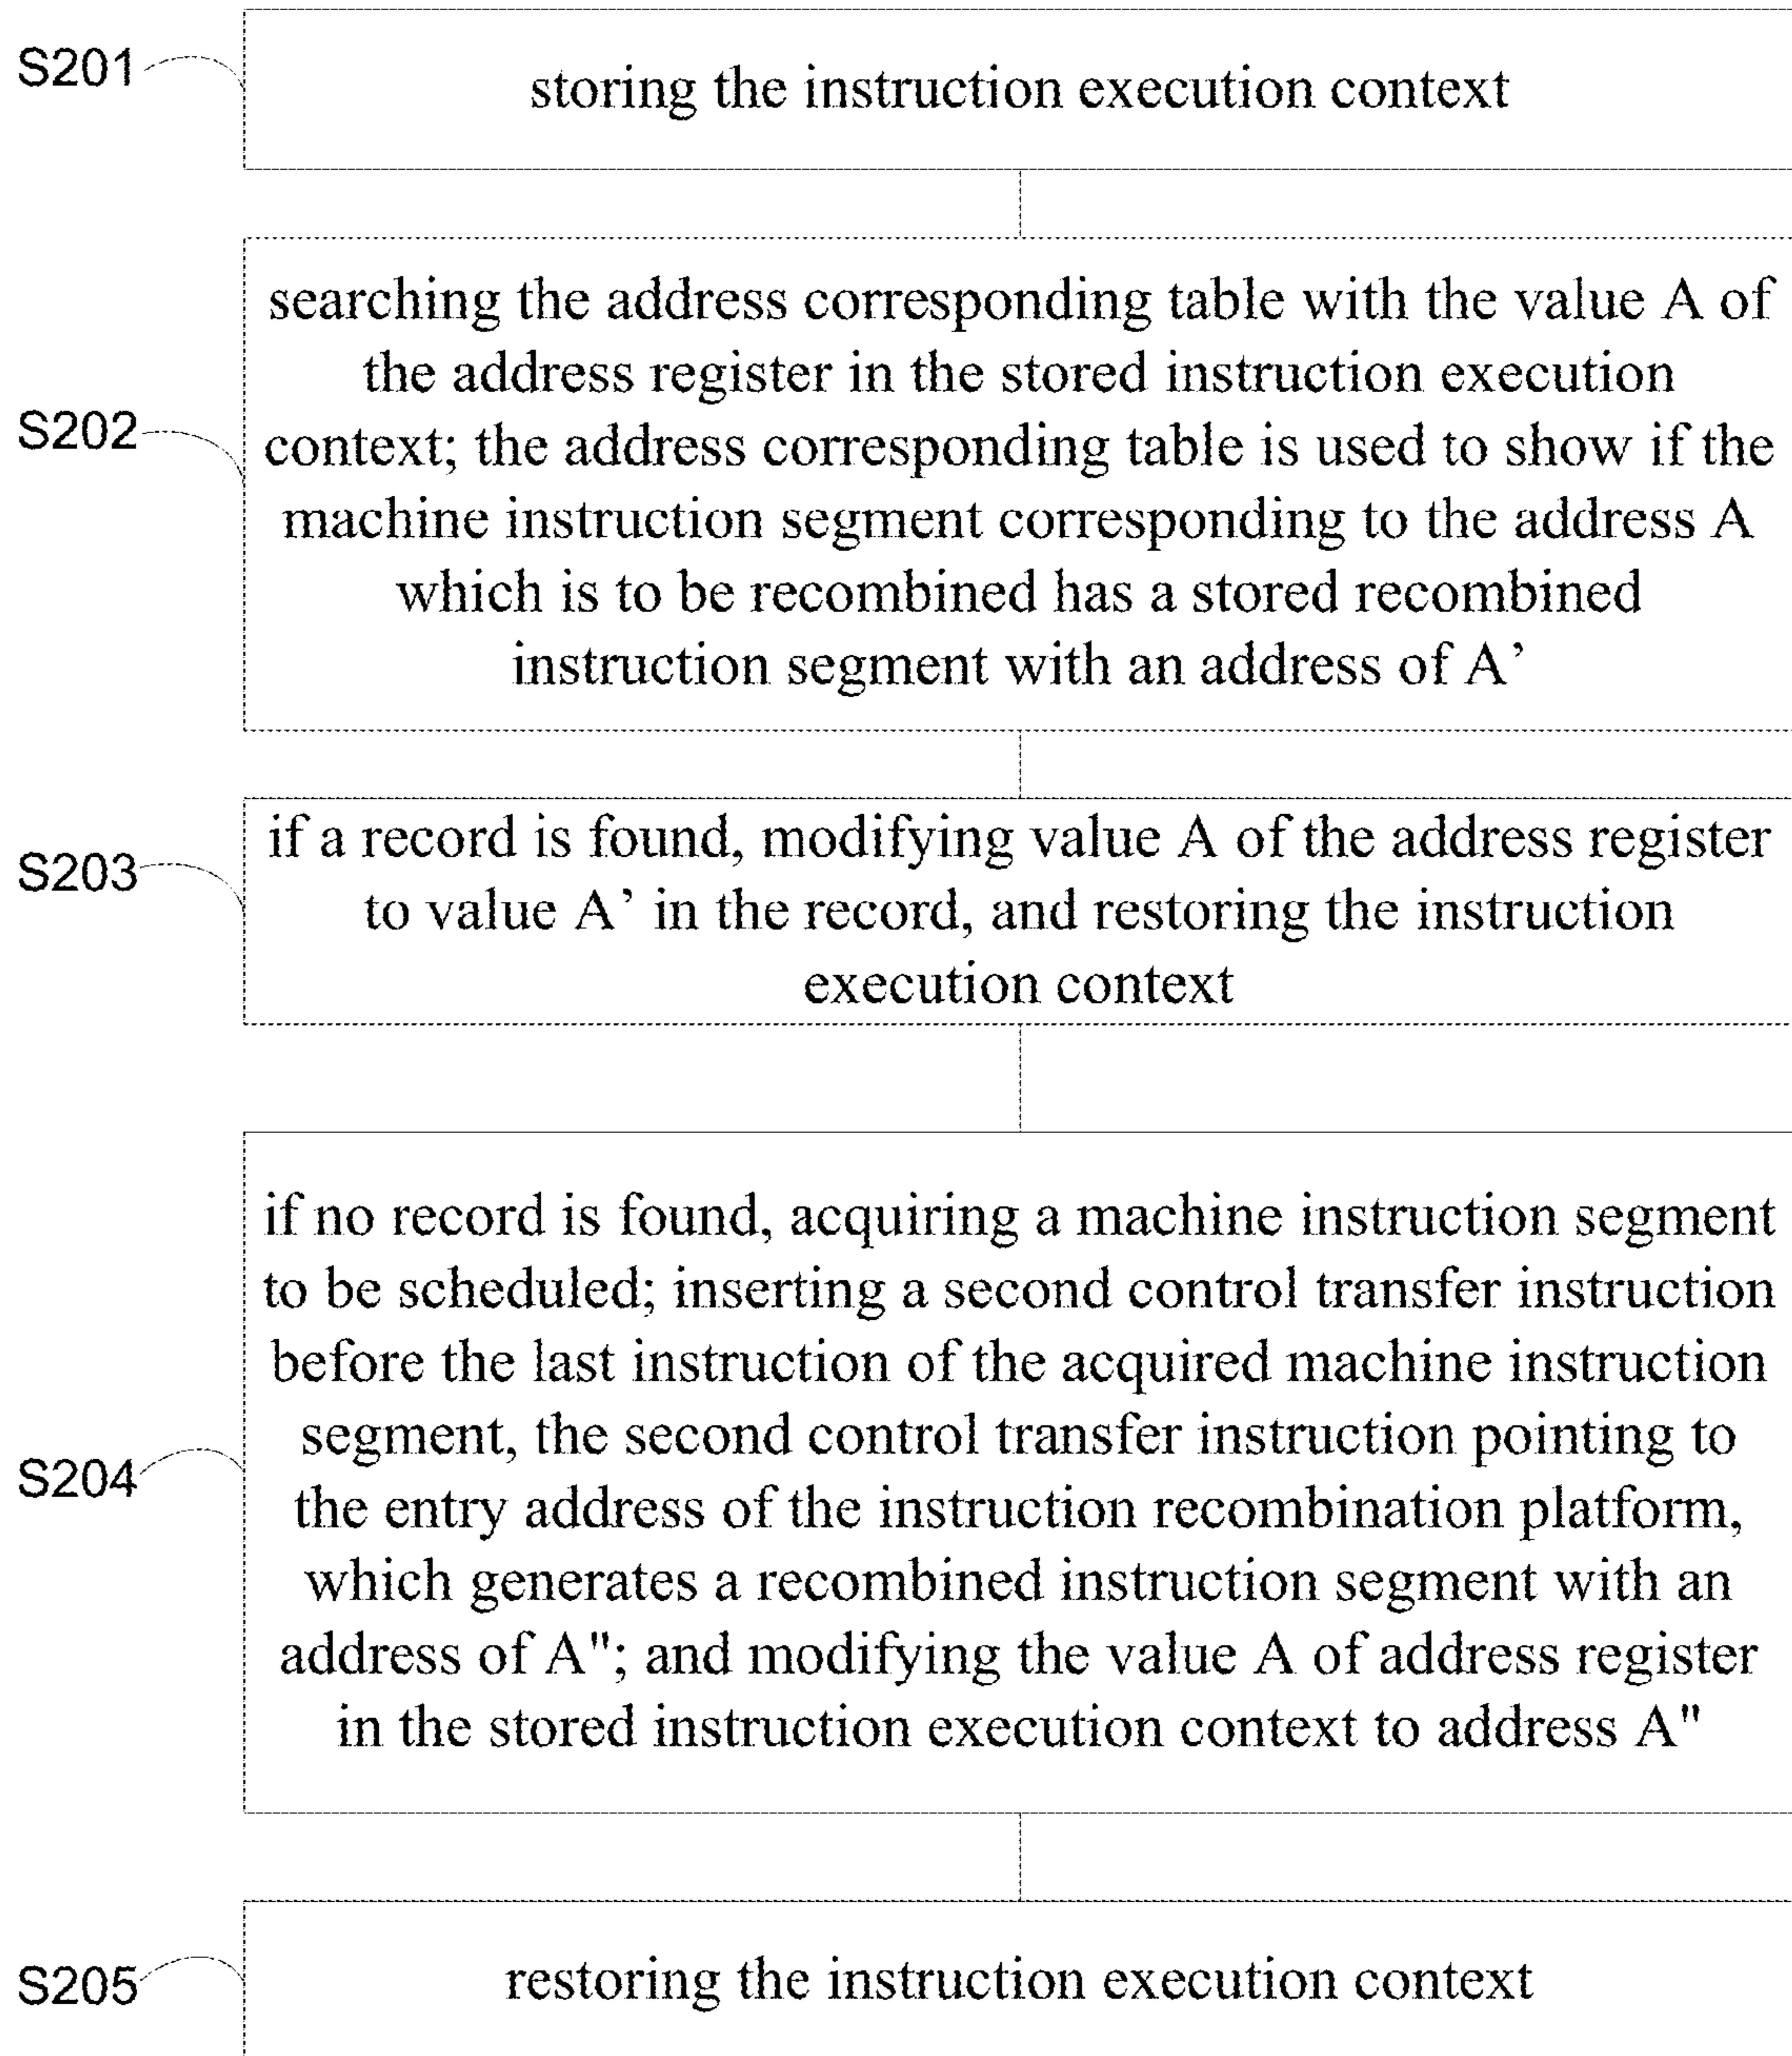 S201
storing the instruction execution context
S202
searching the address corresponding table with the value A of
the address register in the stored instruction execution
context; the address corresponding table is used to show if the
machine instruction segment corresponding to the address A
which is to be recombined has a stored recombined
instruction segment with an address of A’
S203
if a record is found, modifying value A of the address register
to value A’ in the record, and restoring the instruction
execution context
S204
if no record is found, acquiring a machine instruction segment
to be scheduled; inserting a second control transfer instruction
before the last instruction of the acquired machine instruction
segment, the second control transfer instruction pointing to
the entry address of the instruction recombination platform,
which generates a recombined instruction segment with an
address of A"; and modifying the value A of address register
in the stored instruction execution context to address A"
S205
restoring the instruction execution context